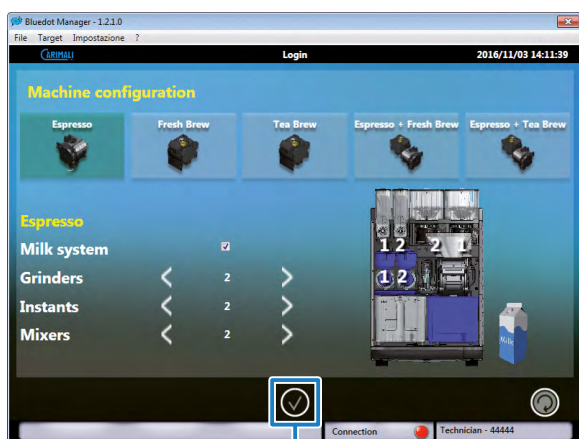 Bluedot Manager - 1.2.1.0
File Target Impostazione ?
CARIMALI Login 2016/11/03 14:11:39
Machine configuration
Espresso Fresh Brew Tea Brew Espresso + Fresh Brew Espresso + Tea Brew
Espresso
Milk system
Grinders 2
Instants 2
Mixers 2
1 2 2 1
1 2
Milk
Connection Technician - 44444